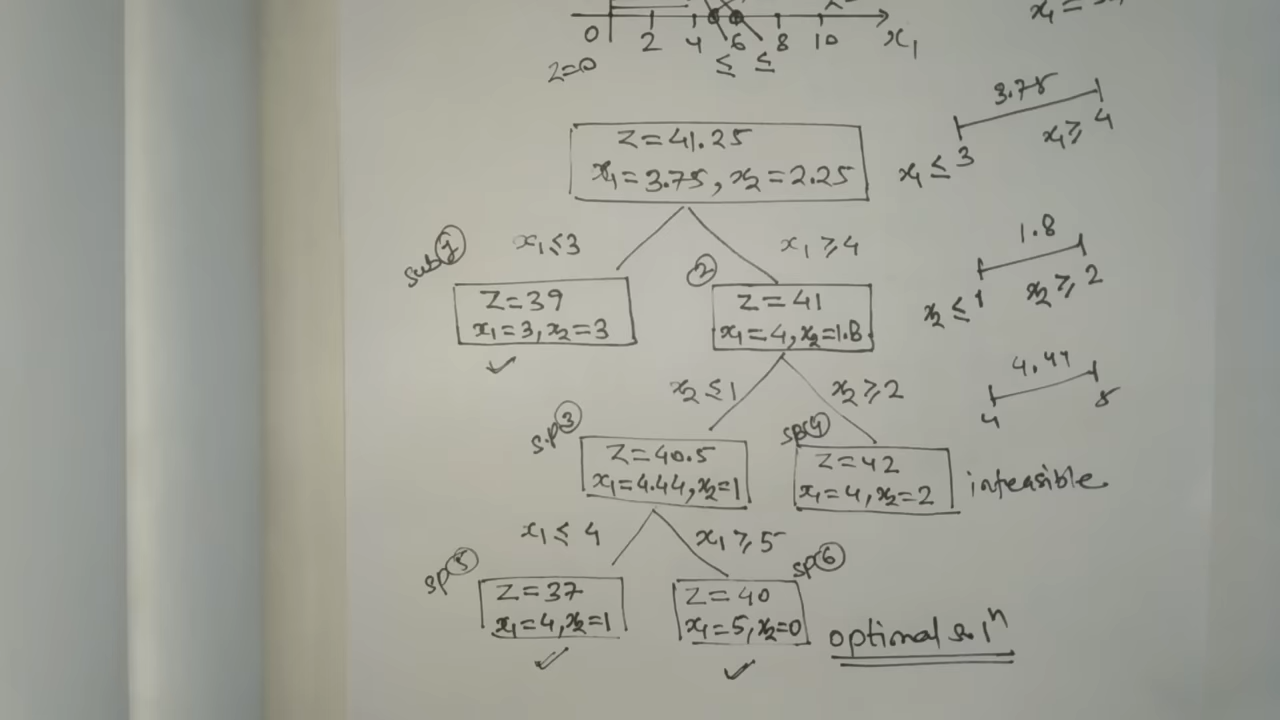 0 2 4 6 8 10 x₁
Z=0 ≤ ≤
3.75
x₁ ≤ 3 x₁ ≥ 4
Z=41.25
x₁=3.75, x₂=2.25
sub 1 x₁≤3 x₁≥4
1.8
x₂ ≤ 1 x₂ ≥ 2
Z=39
x₁=3, x₂=3
2
Z=41
x₁=4, x₂=1.8
x₂≤1 x₂≥2
4.44
4 5
s.p 3
Z=40.5
x₁=4.44, x₂=1
sp 4
Z=42
x₁=4, x₂=2
infeasible
x₁≤4 x₁≥5
sp 5
Z=37
x₁=4, x₂=1
sp 6
Z=40
x₁=5, x₂=0
optimal solⁿ